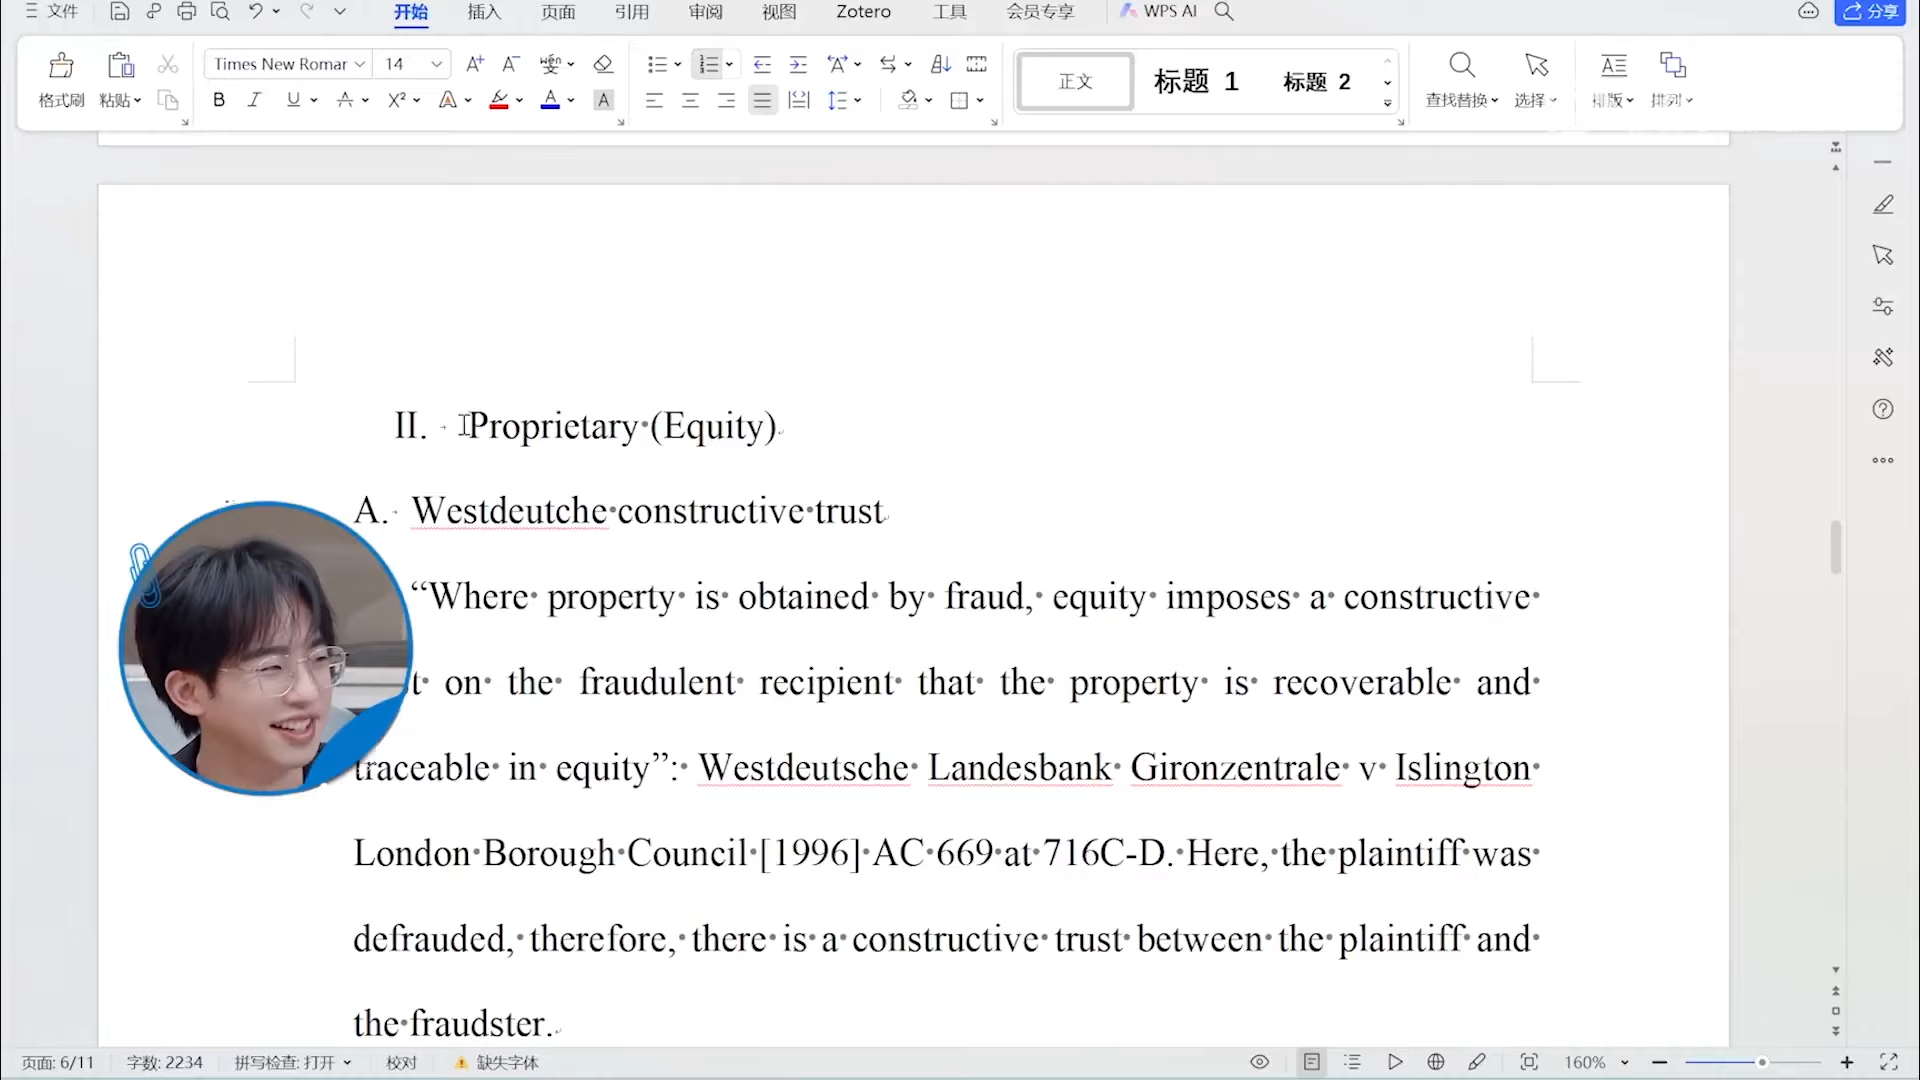 文件 开始 插入 页面 引用 审阅 视图 Zotero 工具 会员专享 WPS AI 分享
Times New Romar 14
格式刷 粘贴 B I U A X² A A A 正文 标题 1 标题 2 查找替换 选择 排版 排列
II. Proprietary (Equity)
A. Westdeutche constructive trust
“Where property is obtained by fraud, equity imposes a constructive
t on the fraudulent recipient that the property is recoverable and
traceable in equity”: Westdeutsche Landesbank Gironzentrale v Islington
London Borough Council [1996] AC 669 at 716C-D. Here, the plaintiff was
defrauded, therefore, there is a constructive trust between the plaintiff and
the fraudster.
页面: 6/11 字数: 2234 拼写检查: 打开 校对 缺失字体 160%